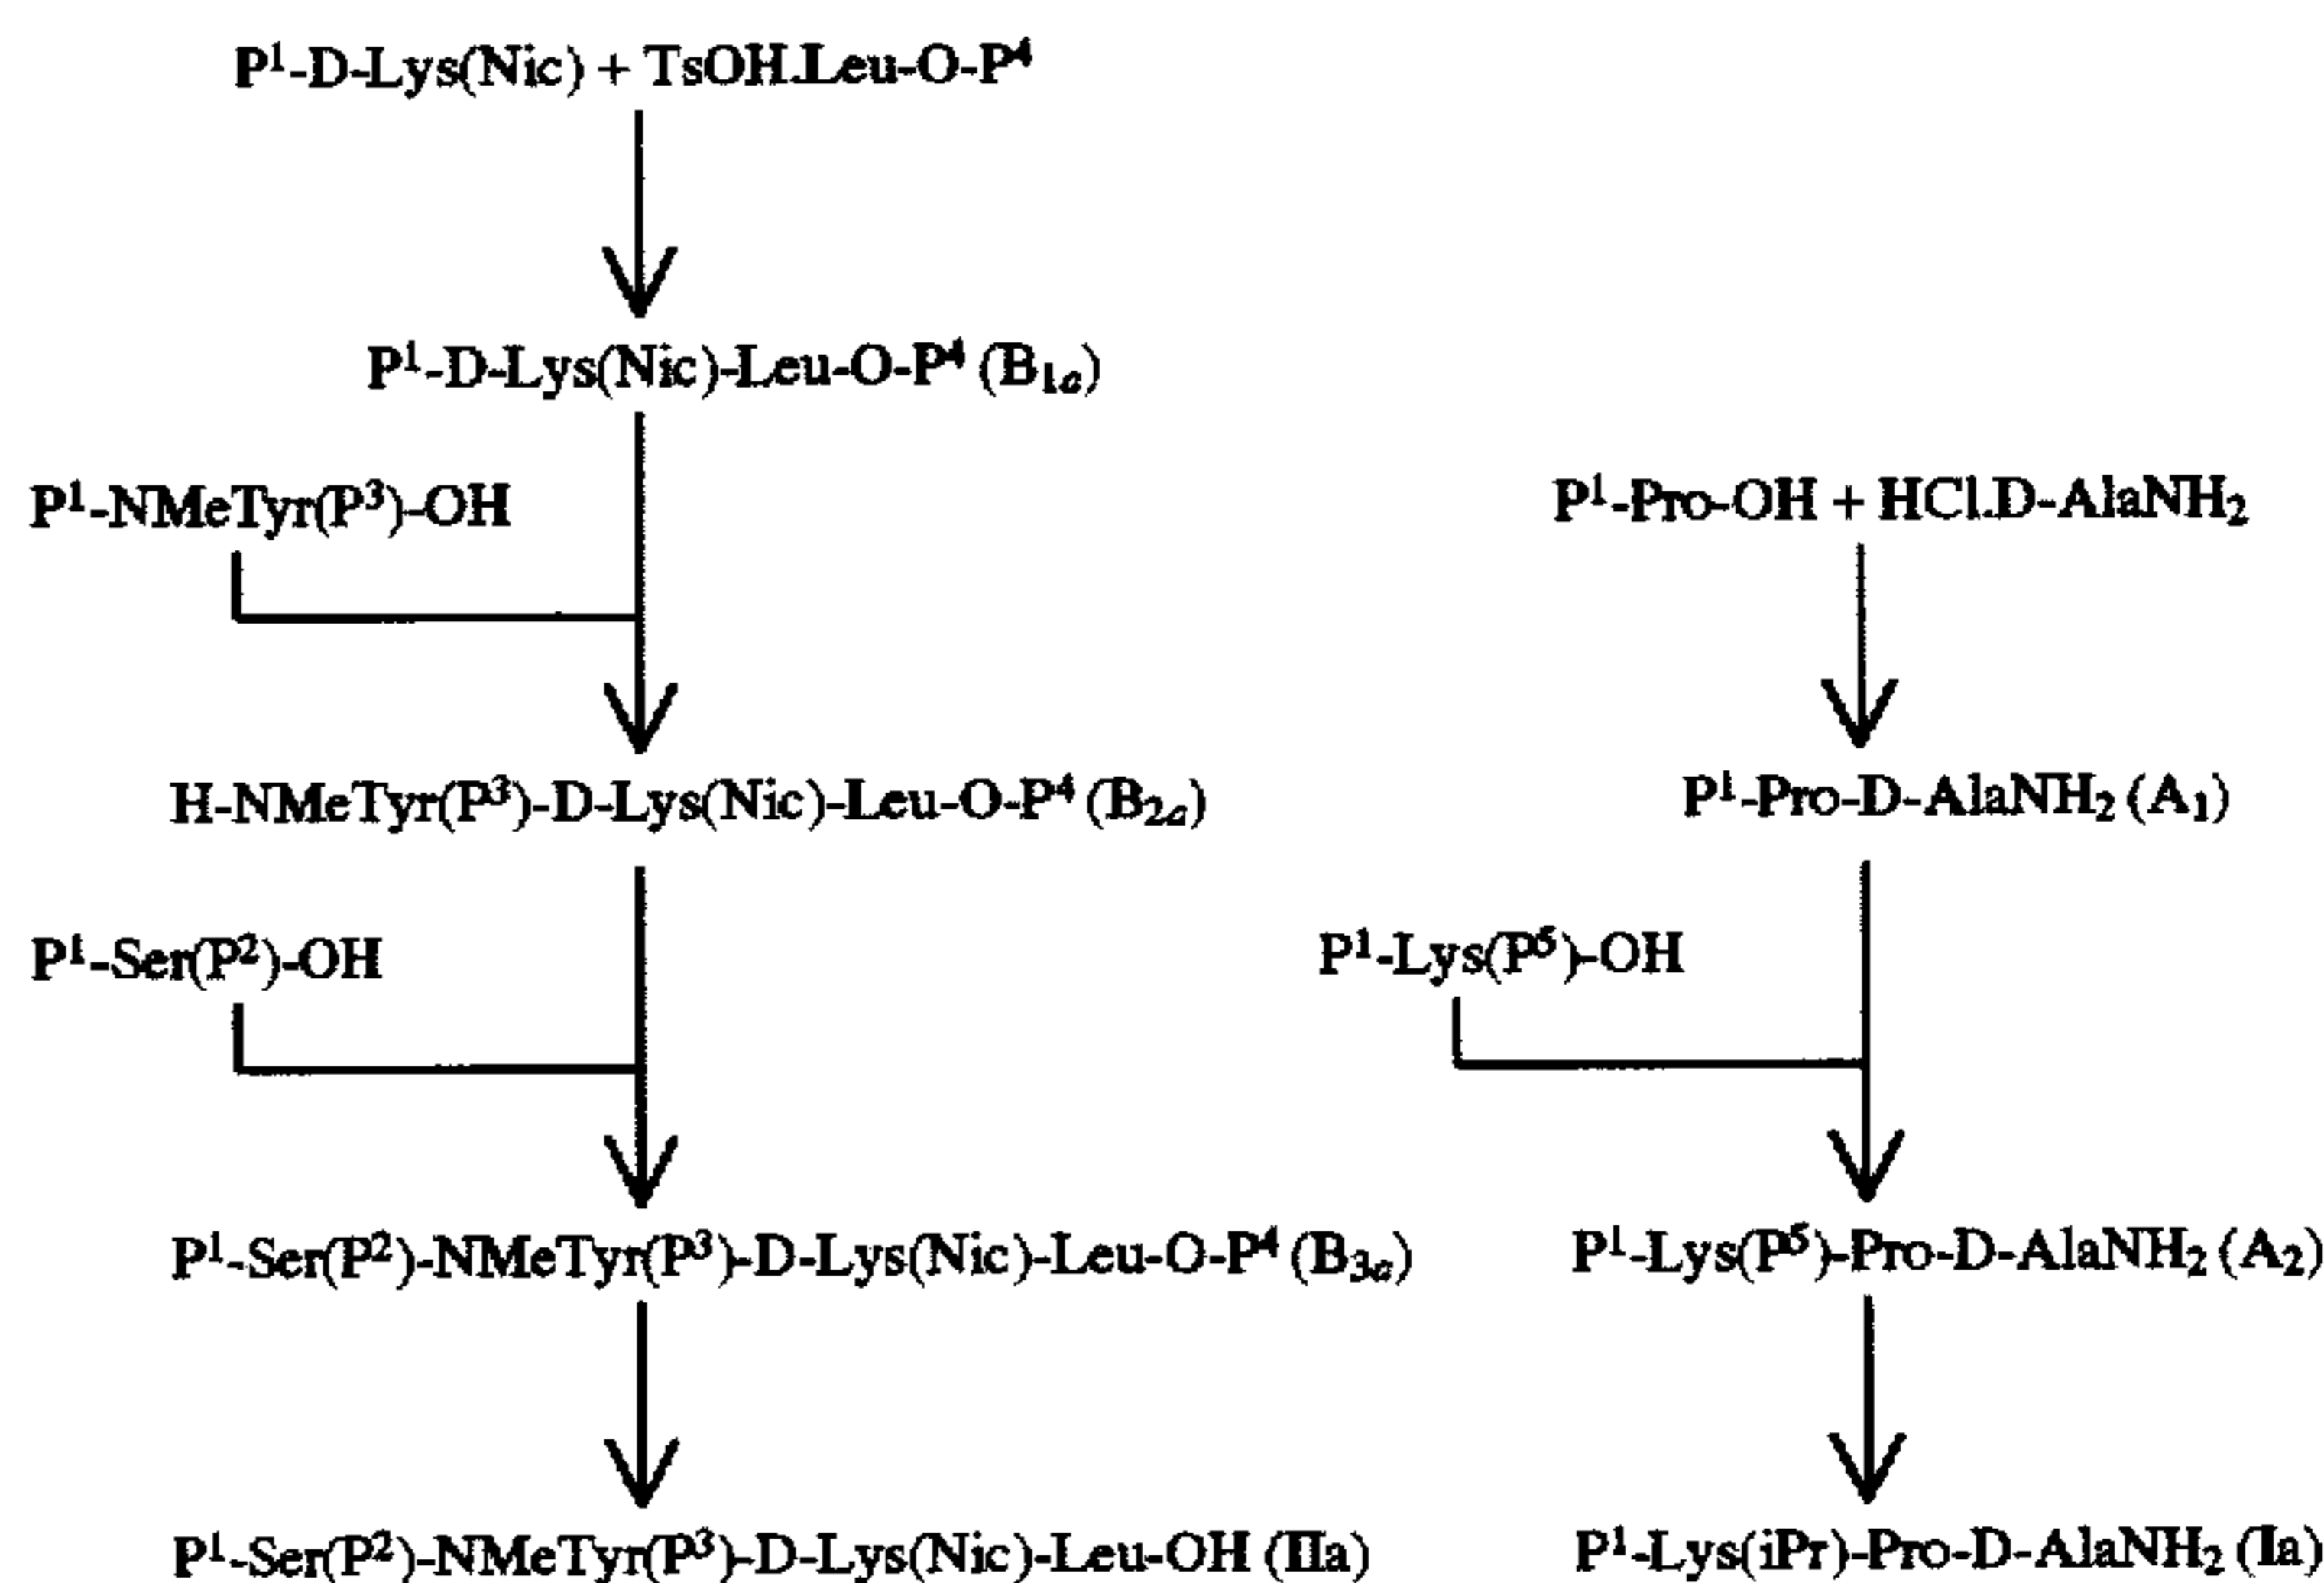 P¹-D-Lys(Nic) + TsOH.Leu-O-P⁴
P¹-D-Lys(Nic)-Leu-O-P⁴ (B₁c)
P¹-NMeTyr(P³)-OH
P¹-Pro-OH + HCl.D-AlaNH₂
H-NMeTyr(P³)-D-Lys(Nic)-Leu-O-P⁴ (B₂c)
P¹-Pro-D-AlaNH₂ (A₁)
P¹-Ser(P²)-OH
P¹-Lys(P⁵)-OH
P¹-Ser(P²)-NMeTyr(P³)-D-Lys(Nic)-Leu-O-P⁴ (B₃c)
P¹-Lys(P⁵)-Pro-D-AlaNH₂ (A₂)
P¹-Ser(P²)-NMeTyr(P³)-D-Lys(Nic)-Leu-OH (IIa)
P¹-Lys(iPr)-Pro-D-AlaNH₂ (Ia)